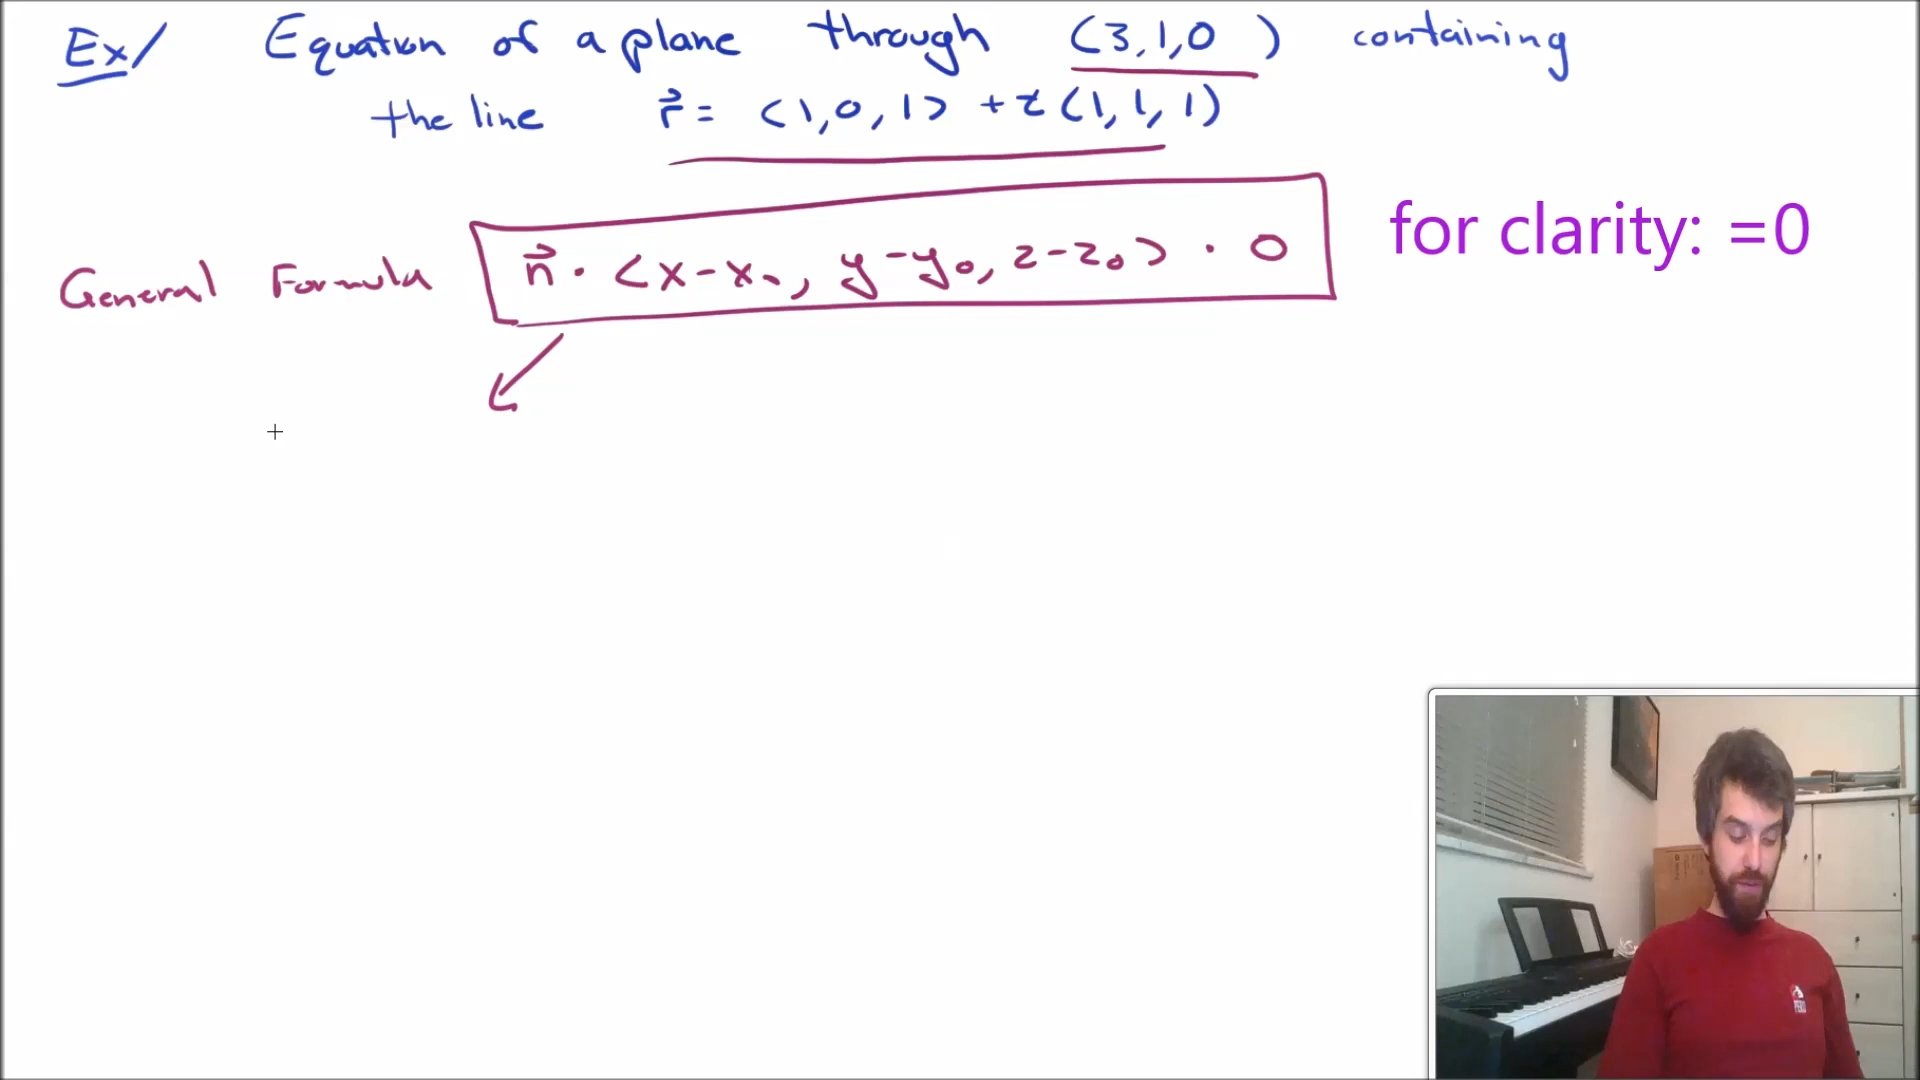 Ex/ Equation of a plane through (3,1,0) containing
the line r⃗ = <1,0,1> + t(1,1,1)
General Formula n⃗ · <x-x₀, y-y₀, z-z₀> · 0
for clarity: =0